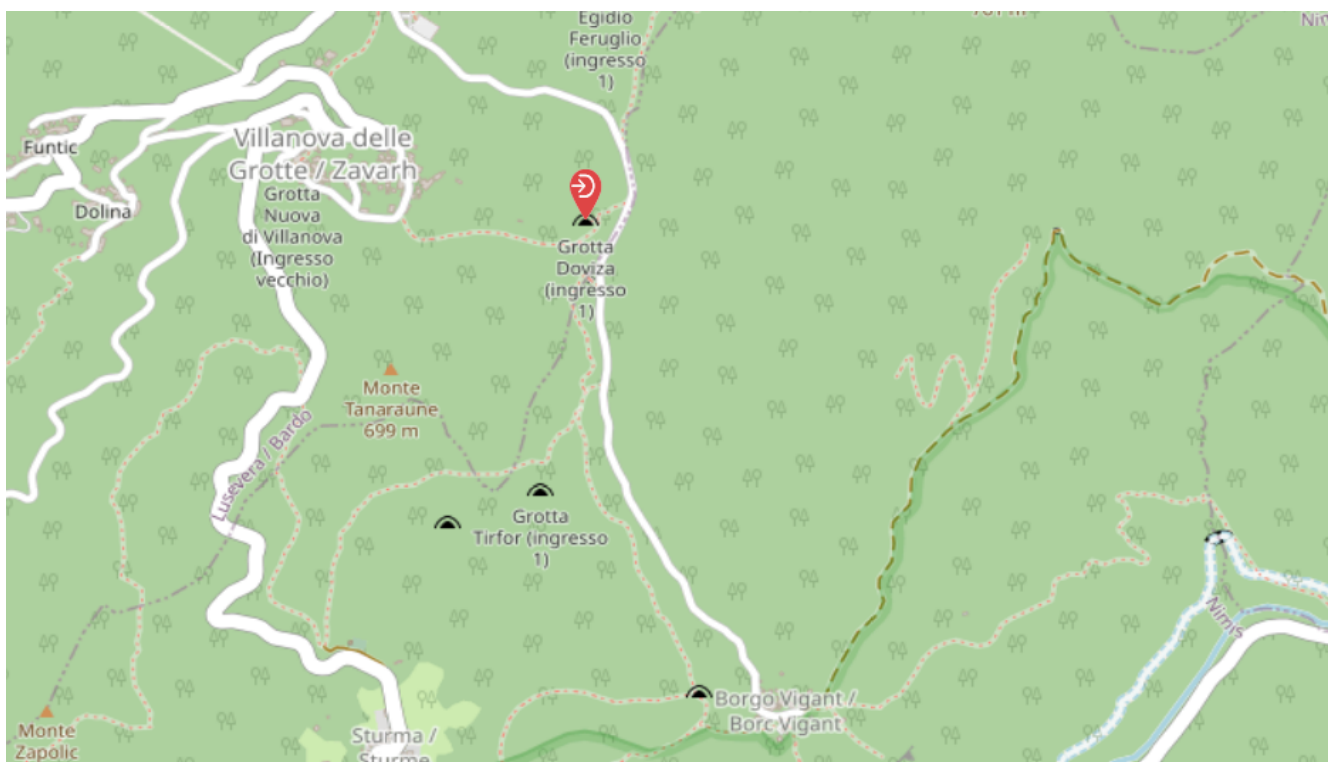 Egidio
Feruglio
(ingresso
1)
Villanova delle
Grotte / Zavarh
Funtic
Dolina
Grotta
Nuova
di Villanova
(Ingresso
vecchio)
Grotta
Doviza
(ingresso
1)
Monte
Tanaraune
699 m
Lusevera / Bardo
Grotta
Tirfor (ingresso
1)
Nimis
Borgo Vigant /
Borc Vigant
Monte
Zapolic
Sturma /
Sturme